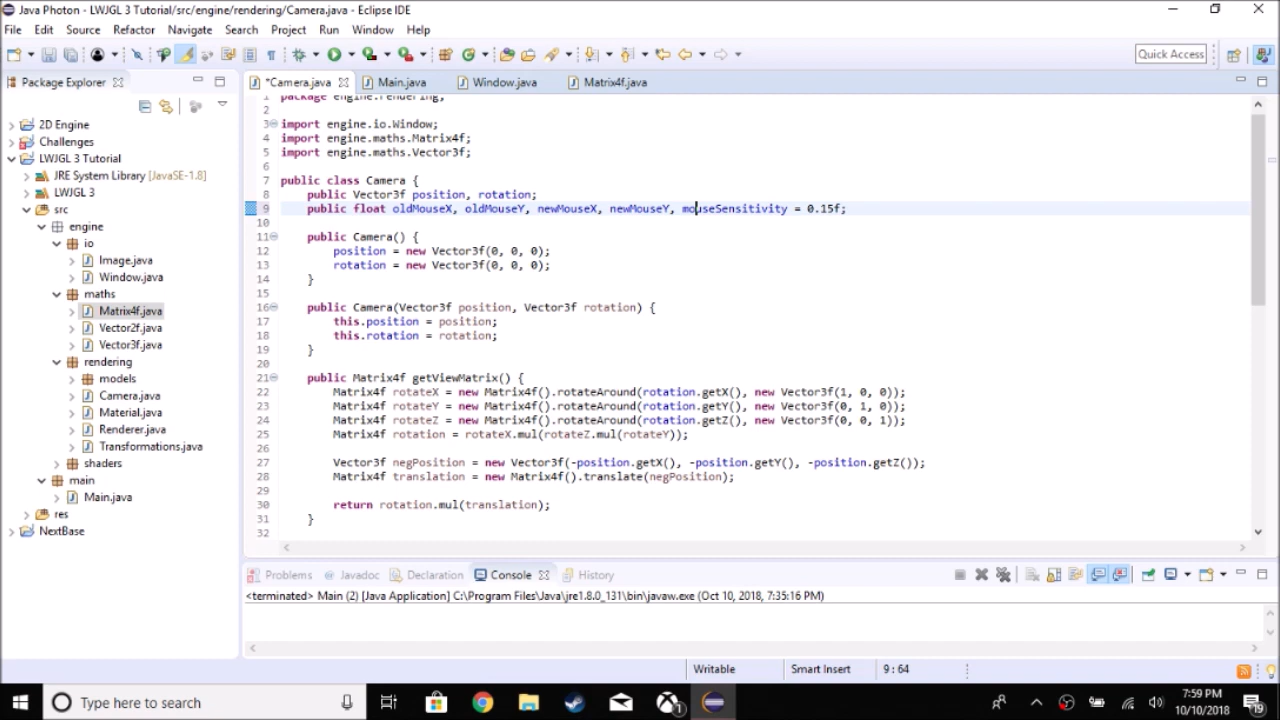 Java Photon - LWJGL 3 Tutorial/src/engine/rendering/Camera.java - Eclipse IDE
File Edit Source Refactor Navigate Search Project Run Window Help
Quick Access
Package Explorer
*Camera.java Main.java Window.java Matrix4f.java
2D Engine
Challenges
LWJGL 3 Tutorial
JRE System Library [JavaSE-1.8]
LWJGL 3
src
engine
io
Image.java
Window.java
maths
Matrix4f.java
Vector2f.java
Vector3f.java
rendering
models
Camera.java
Material.java
Renderer.java
Transformations.java
shaders
main
Main.java
res
NextBase
1 package engine.rendering;
2
3 import engine.io.Window;
4 import engine.maths.Matrix4f;
5 import engine.maths.Vector3f;
6
7 public class Camera {
8 public Vector3f position, rotation;
9 public float oldMouseX, oldMouseY, newMouseX, newMouseY, mouseSensitivity = 0.15f;
10
11 public Camera() {
12 position = new Vector3f(0, 0, 0);
13 rotation = new Vector3f(0, 0, 0);
14 }
15
16 public Camera(Vector3f position, Vector3f rotation) {
17 this.position = position;
18 this.rotation = rotation;
19 }
20
21 public Matrix4f getViewMatrix() {
22 Matrix4f rotateX = new Matrix4f().rotateAround(rotation.getX(), new Vector3f(1, 0, 0));
23 Matrix4f rotateY = new Matrix4f().rotateAround(rotation.getY(), new Vector3f(0, 1, 0));
24 Matrix4f rotateZ = new Matrix4f().rotateAround(rotation.getZ(), new Vector3f(0, 0, 1));
25 Matrix4f rotation = rotateX.mul(rotateZ.mul(rotateY));
26
27 Vector3f negPosition = new Vector3f(-position.getX(), -position.getY(), -position.getZ());
28 Matrix4f translation = new Matrix4f().translate(negPosition);
29
30 return rotation.mul(translation);
31 }
32
Problems @ Javadoc Declaration Console History
<terminated> Main (2) [Java Application] C:\Program Files\Java\jre1.8.0_131\bin\javaw.exe (Oct 10, 2018, 7:35:16 PM)
Writable Smart Insert 9 : 64
Type here to search
1
7:59 PM
10/10/2018
19